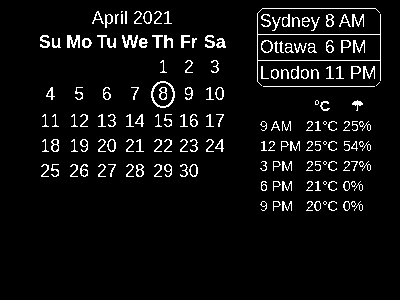 April 2021
Su Mo Tu We Th Fr Sa
1 2 3
4 5 6 7 8 9 10
11 12 13 14 15 16 17
18 19 20 21 22 23 24
25 26 27 28 29 30
Sydney 8 AM
Ottawa 6 PM
London 11 PM
°C ☂
9 AM 21°C 25%
12 PM 25°C 54%
3 PM 25°C 27%
6 PM 21°C 0%
9 PM 20°C 0%